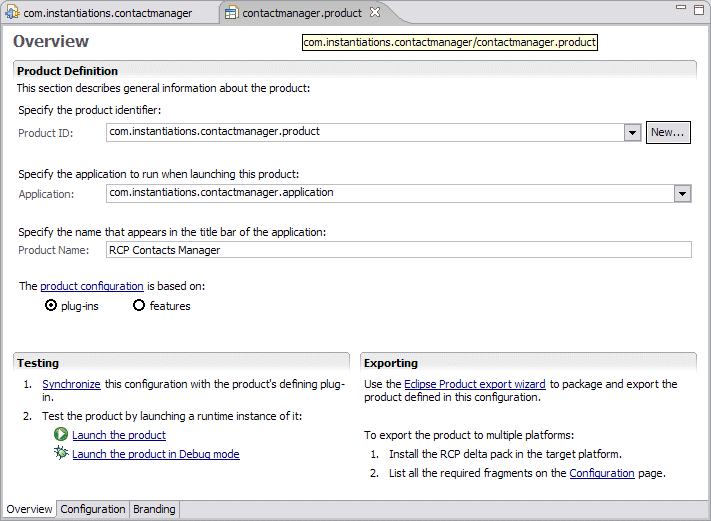 com.instantiations.contactmanager
contactmanager.product
Overview
com.instantiations.contactmanager/contactmanager.product
Product Definition
This section describes general information about the product:
Specify the product identifier:
Product ID:
com.instantiations.contactmanager.product
New...
Specify the application to run when launching this product:
Application:
com.instantiations.contactmanager.application
Specify the name that appears in the title bar of the application:
Product Name:
RCP Contacts Manager
The product configuration is based on:
plug-ins
features
Testing
1. Synchronize this configuration with the product's defining plug-
in.
2. Test the product by launching a runtime instance of it:
Launch the product
Launch the product in Debug mode
Exporting
Use the Eclipse Product export wizard to package and export the
product defined in this configuration.
To export the product to multiple platforms:
1. Install the RCP delta pack in the target platform.
2. List all the required fragments on the Configuration page.
Overview
Configuration
Branding